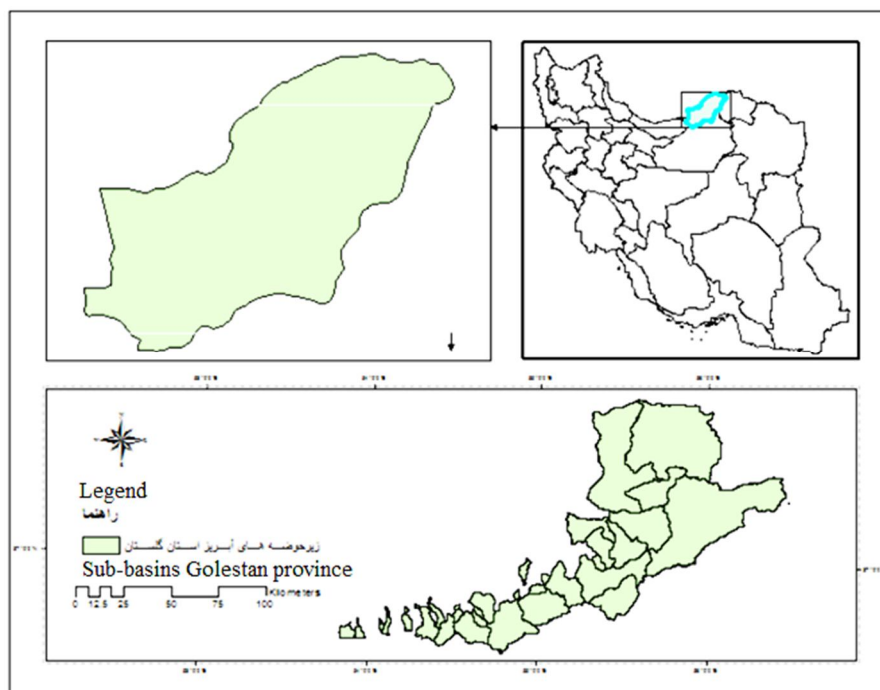 Legend
راهنما
زیرحوضه های آبریز استان گلستان
Sub-basins Golestan province
Kilometers
0 12.5 25 50 75 100